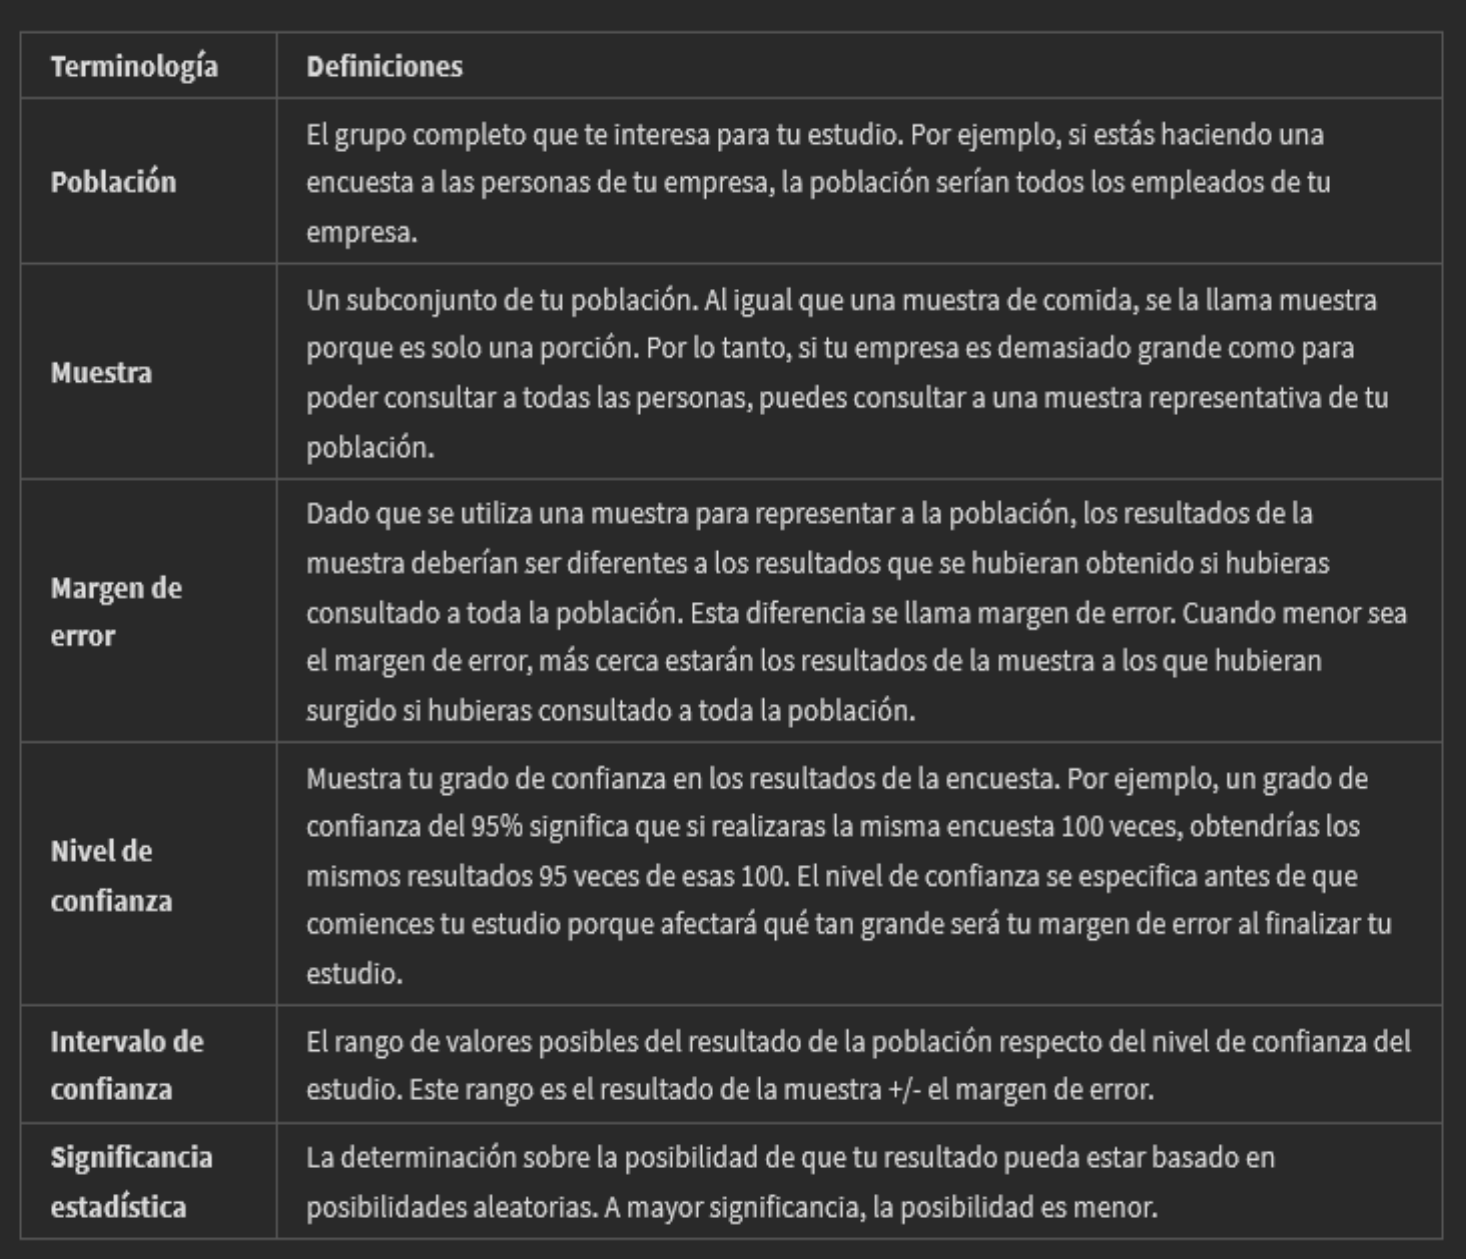 Terminología
Definiciones
Población
El grupo completo que te interesa para tu estudio. Por ejemplo, si estás haciendo una
encuesta a las personas de tu empresa, la población serían todos los empleados de tu
empresa.
Muestra
Un subconjunto de tu población. Al igual que una muestra de comida, se la llama muestra
porque es solo una porción. Por lo tanto, si tu empresa es demasiado grande como para
poder consultar a todas las personas, puedes consultar a una muestra representativa de tu
población.
Margen de
error
Dado que se utiliza una muestra para representar a la población, los resultados de la
muestra deberían ser diferentes a los resultados que se hubieran obtenido si hubieras
consultado a toda la población. Esta diferencia se llama margen de error. Cuando menor sea
el margen de error, más cerca estarán los resultados de la muestra a los que hubieran
surgido si hubieras consultado a toda la población.
Nivel de
confianza
Muestra tu grado de confianza en los resultados de la encuesta. Por ejemplo, un grado de
confianza del 95% significa que si realizaras la misma encuesta 100 veces, obtendrías los
mismos resultados 95 veces de esas 100. El nivel de confianza se especifica antes de que
comiences tu estudio porque afectará qué tan grande será tu margen de error al finalizar tu
estudio.
Intervalo de
confianza
El rango de valores posibles del resultado de la población respecto del nivel de confianza del
estudio. Este rango es el resultado de la muestra +/- el margen de error.
Significancia
estadística
La determinación sobre la posibilidad de que tu resultado pueda estar basado en
posibilidades aleatorias. A mayor significancia, la posibilidad es menor.